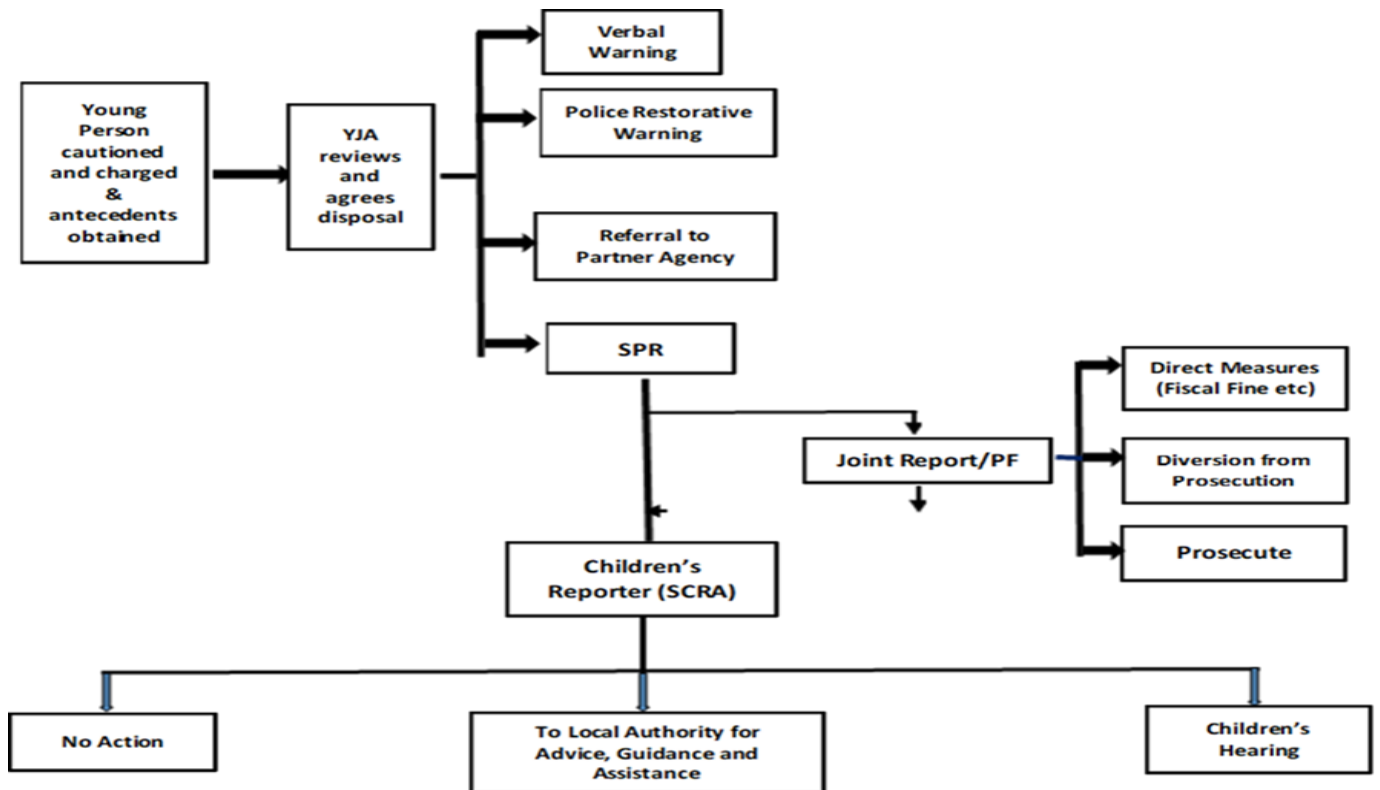 Verbal
Warning
Young
Person
cautioned
and charged
&
antecedents
obtained
YJA
reviews
and
agrees
disposal
Police Restorative
Warning
Referral to
Partner Agency
SPR
Direct Measures
(Fiscal Fine etc)
Joint Report/PF
Diversion from
Prosecution
Prosecute
Children’s
Reporter (SCRA)
No Action
To Local Authority for
Advice, Guidance and
Assistance
Children’s
Hearing